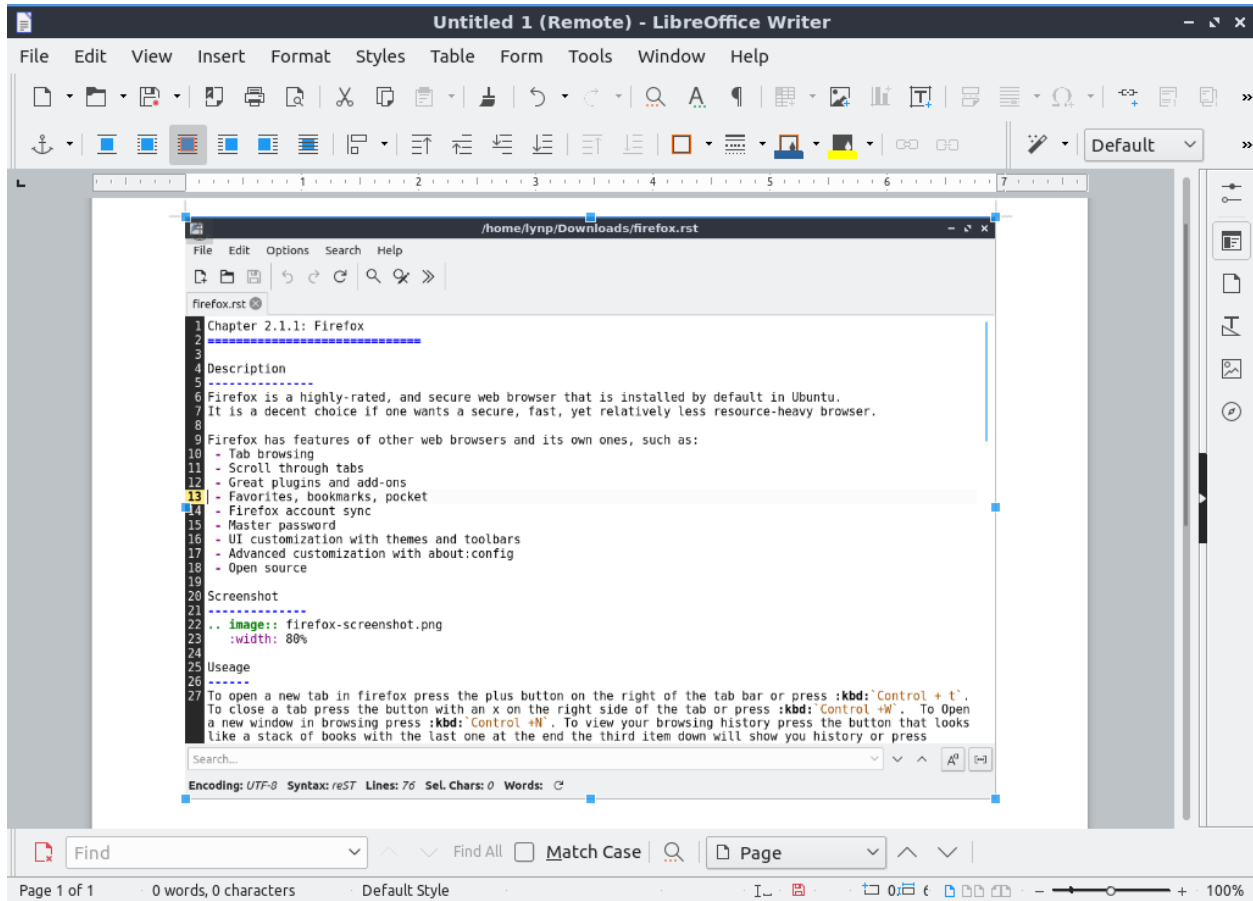 Untitled 1 (Remote) - LibreOffice Writer
File Edit View Insert Format Styles Table Form Tools Window Help
Default
1 2 3 4 5 6 7
/home/lynp/Downloads/firefox.rst
File Edit Options Search Help
firefox.rst
1 Chapter 2.1.1: Firefox
2 ==============================
3
4 Description
5 ---------------
6 Firefox is a highly-rated, and secure web browser that is installed by default in Ubuntu.
7 It is a decent choice if one wants a secure, fast, yet relatively less resource-heavy browser.
8
9 Firefox has features of other web browsers and its own ones, such as:
10 - Tab browsing
11 - Scroll through tabs
12 - Great plugins and add-ons
13 - Favorites, bookmarks, pocket
14 - Firefox account sync
15 - Master password
16 - UI customization with themes and toolbars
17 - Advanced customization with about:config
18 - Open source
19
20 Screenshot
21 --------------
22 .. image:: firefox-screenshot.png
23 :width: 80%
24
25 Useage
26 ------
27 To open a new tab in firefox press the plus button on the right of the tab bar or press :kbd:`Control + t`.
To close a tab press the button with an x on the right side of the tab or press :kbd:`Control +W`. To Open
a new window in browsing press :kbd:`Control +N`. To view your browsing history press the button that looks
like a stack of books with the last one at the end the third item down will show you history or press
Search...
Encoding: UTF-8 Syntax: reST Lines: 76 Sel. Chars: 0 Words:
Find Find All Match Case Page
Page 1 of 1 0 words, 0 characters Default Style 100%